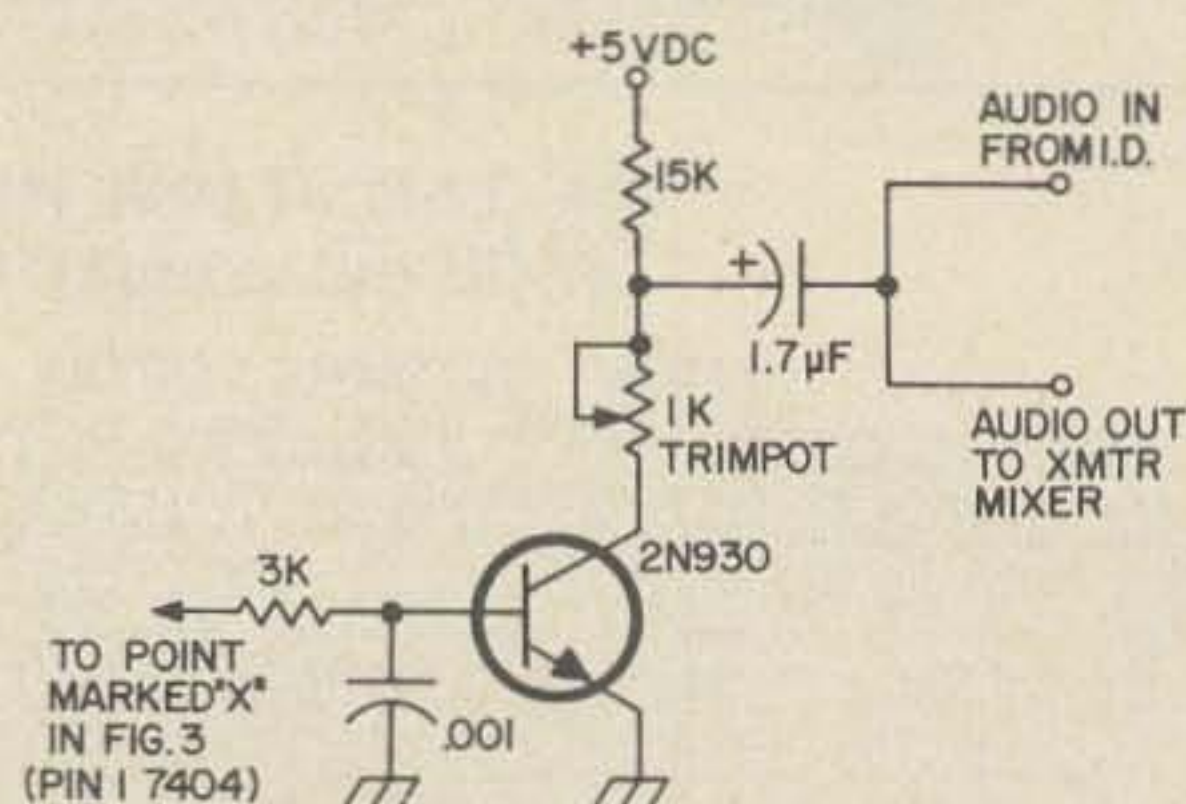 +5VDC
15K
AUDIO IN
FROM I.D.
+
1.7µF
1K
TRIMPOT
AUDIO OUT
TO XMTR
MIXER
2N930
3K
TO POINT
MARKED"X"
IN FIG.3
(PIN 1 7404)
.001